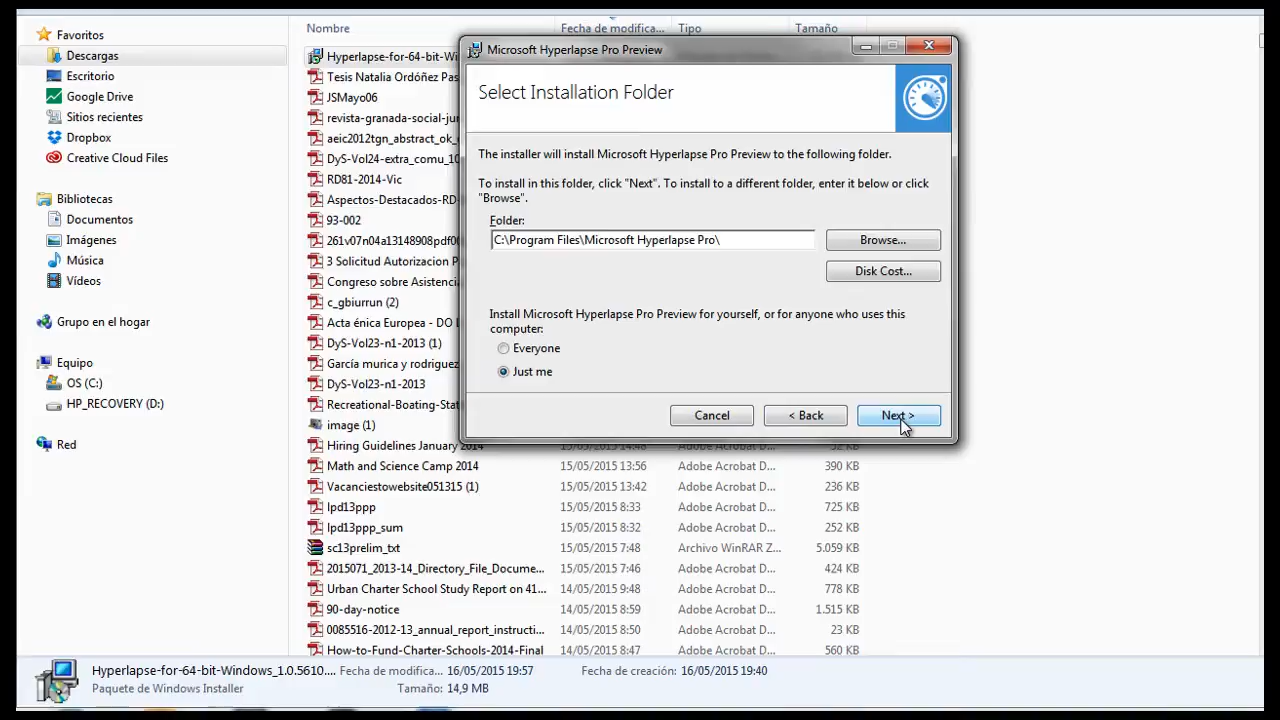 Nombre
Fecha de modifica...
Tipo
Tamaño
Favoritos
Descargas
Escritorio
Google Drive
Sitios recientes
Dropbox
Creative Cloud Files
Bibliotecas
Documentos
Imágenes
Música
Vídeos
Grupo en el hogar
Equipo
OS (C:)
HP_RECOVERY (D:)
Red
Hyperlapse-for-64-bit-Wi
Tesis Natalia Ordóñez Pas
JSMayo06
revista-granada-social-ju
aeic2012tgn_abstract_ok_
DyS-Vol24-extra_comu_10
RD81-2014-Vic
Aspectos-Destacados-RD-
93-002
261v07n04a13148908pdf00
3 Solicitud Autorizacion P
Congreso sobre Asistenci
c_gbiurrun (2)
Acta énica Europea - DO L
DyS-Vol23-n1-2013 (1)
García murica y rodriguez
DyS-Vol23-n1-2013
Recreational-Boating-Stat
image (1)
Hiring Guidelines January 2014 15/05/2015 14:48 Adobe Acrobat D... 52 KB
Math and Science Camp 2014 15/05/2015 13:56 Adobe Acrobat D... 390 KB
Vacanciestowebsite051315 (1) 15/05/2015 13:42 Adobe Acrobat D... 236 KB
lpd13ppp 15/05/2015 8:33 Adobe Acrobat D... 725 KB
lpd13ppp_sum 15/05/2015 8:32 Adobe Acrobat D... 252 KB
sc13prelim_txt 15/05/2015 7:48 Archivo WinRAR Z... 5.059 KB
2015071_2013-14_Directory_File_Docume... 15/05/2015 7:46 Adobe Acrobat D... 424 KB
Urban Charter School Study Report on 41... 14/05/2015 9:48 Adobe Acrobat D... 778 KB
90-day-notice 14/05/2015 8:59 Adobe Acrobat D... 1.515 KB
0085516-2012-13_annual_report_instructi... 14/05/2015 8:50 Adobe Acrobat D... 23 KB
How-to-Fund-Charter-Schools-2014-Final 14/05/2015 8:47 Adobe Acrobat D... 560 KB
Microsoft Hyperlapse Pro Preview
Select Installation Folder
The installer will install Microsoft Hyperlapse Pro Preview to the following folder.
To install in this folder, click "Next". To install to a different folder, enter it below or click
"Browse".
Folder:
C:\Program Files\Microsoft Hyperlapse Pro\
Browse...
Disk Cost...
Install Microsoft Hyperlapse Pro Preview for yourself, or for anyone who uses this
computer:
Everyone
Just me
Cancel
< Back
Next >
Hyperlapse-for-64-bit-Windows_1.0.5610.... Fecha de modifica... 16/05/2015 19:57 Fecha de creación: 16/05/2015 19:40
Paquete de Windows Installer Tamaño: 14,9 MB